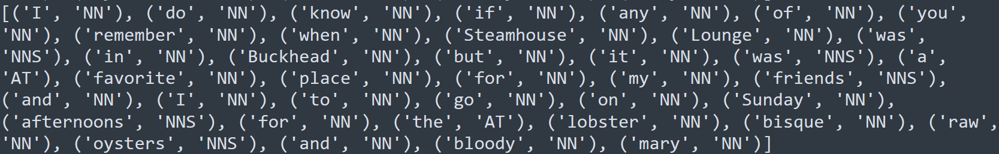 [('I', 'NN'), ('do', 'NN'), ('know', 'NN'), ('if', 'NN'), ('any', 'NN'), ('of', 'NN'), ('you',
'NN'), ('remember', 'NN'), ('when', 'NN'), ('Steamhouse', 'NN'), ('Lounge', 'NN'), ('was',
'NNS'), ('in', 'NN'), ('Buckhead', 'NN'), ('but', 'NN'), ('it', 'NN'), ('was', 'NNS'), ('a',
'AT'), ('favorite', 'NN'), ('place', 'NN'), ('for', 'NN'), ('my', 'NN'), ('friends', 'NNS'),
('and', 'NN'), ('I', 'NN'), ('to', 'NN'), ('go', 'NN'), ('on', 'NN'), ('Sunday', 'NN'),
('afternoons', 'NNS'), ('for', 'NN'), ('the', 'AT'), ('lobster', 'NN'), ('bisque', 'NN'), ('raw',
'NN'), ('oysters', 'NNS'), ('and', 'NN'), ('bloody', 'NN'), ('mary', 'NN')]